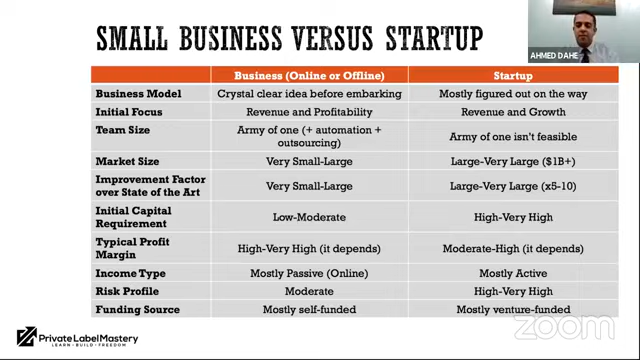 SMALL BUSINESS VERSUS STARTUP
AHMED DAHE
Business (Online or Offline) Startup
Business Model Crystal clear idea before embarking Mostly figured out on the way
Initial Focus Revenue and Profitability Revenue and Growth
Team Size Army of one (+ automation + outsourcing) Army of one isn't feasible
Market Size Very Small-Large Large-Very Large ($1B+)
Improvement Factor over State of the Art Very Small-Large Large-Very Large (x5-10)
Initial Capital Requirement Low-Moderate High-Very High
Typical Profit Margin High-Very High (it depends) Moderate-High (it depends)
Income Type Mostly Passive (Online) Mostly Active
Risk Profile Moderate High-Very High
Funding Source Mostly self-funded Mostly venture-funded
PrivateLabelMastery
LEARN · BUILD · FREEDOM
zoom